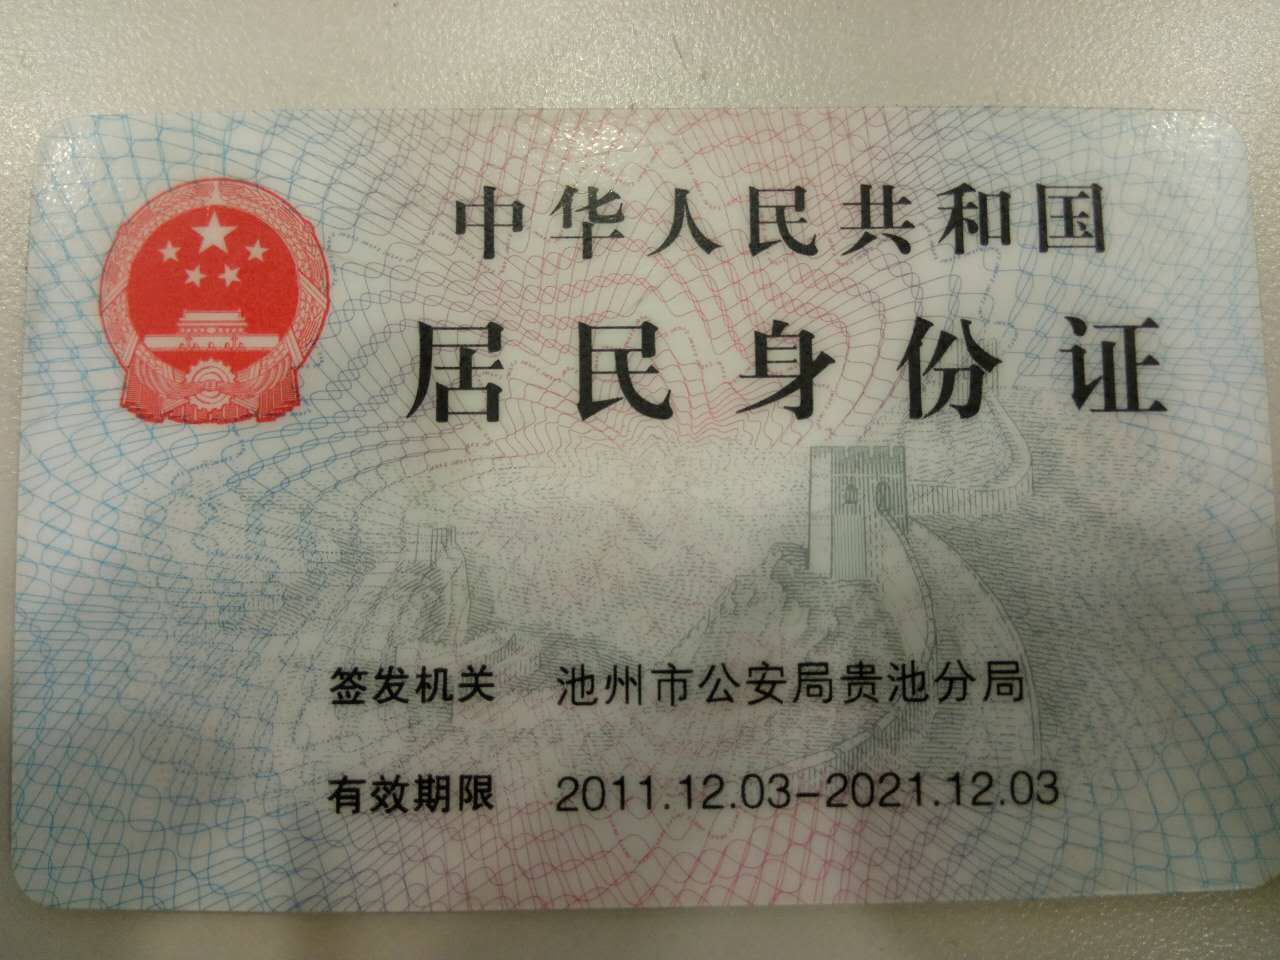 中华人民共和国
居民身份证
签发机关 池州市公安局贵池分局
有效期限 2011.12.03-2021.12.03